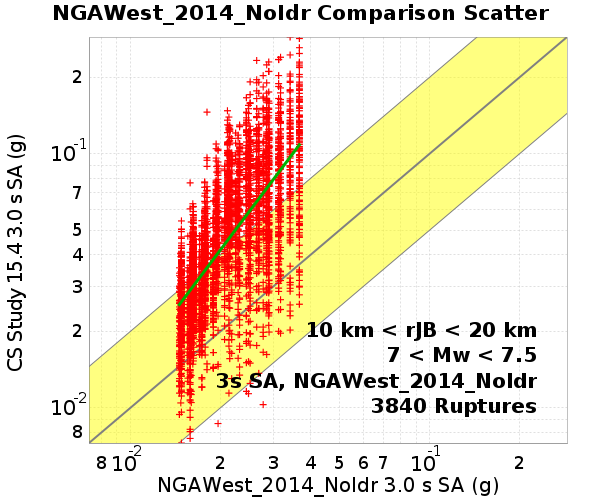 NGAWest_2014_NoIdr Comparison Scatter
CS Study 15.4 3.0 s SA (g)
2
10^-1
7
5
4
3
2
10^-2
8
10 km < rJB < 20 km
7 < Mw < 7.5
3s SA, NGAWest_2014_NoIdr
3840 Ruptures
8 10^-2 2 3 4 5 6 7 10^-1 2
NGAWest_2014_NoIdr 3.0 s SA (g)